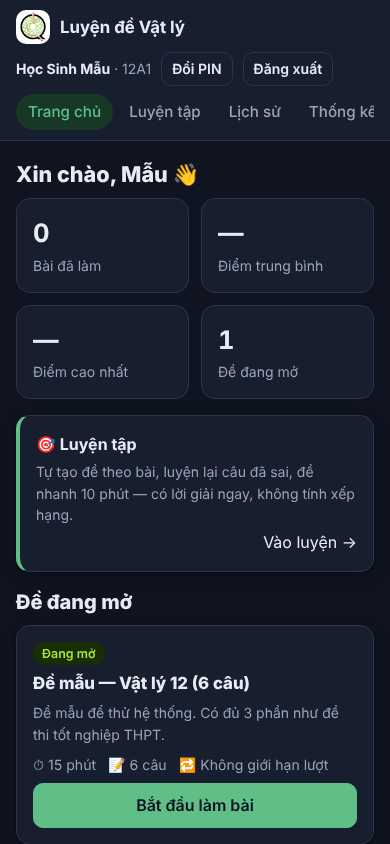 Luyện đề Vật lý
Học Sinh Mẫu · 12A1 Đổi PIN Đăng xuất
Trang chủ Luyện tập Lịch sử Thống kê
Xin chào, Mẫu 👋
0
Bài đã làm
—
Điểm trung bình
—
Điểm cao nhất
1
Đề đang mở
🎯 Luyện tập
Tự tạo đề theo bài, luyện lại câu đã sai, đề
nhanh 10 phút — có lời giải ngay, không tính xếp
hạng.
Vào luyện →
Đề đang mở
Đang mở
Đề mẫu — Vật lý 12 (6 câu)
Đề mẫu để thử hệ thống. Có đủ 3 phần như đề
thi tốt nghiệp THPT.
⏱ 15 phút 📝 6 câu 🔁 Không giới hạn lượt
Bắt đầu làm bài